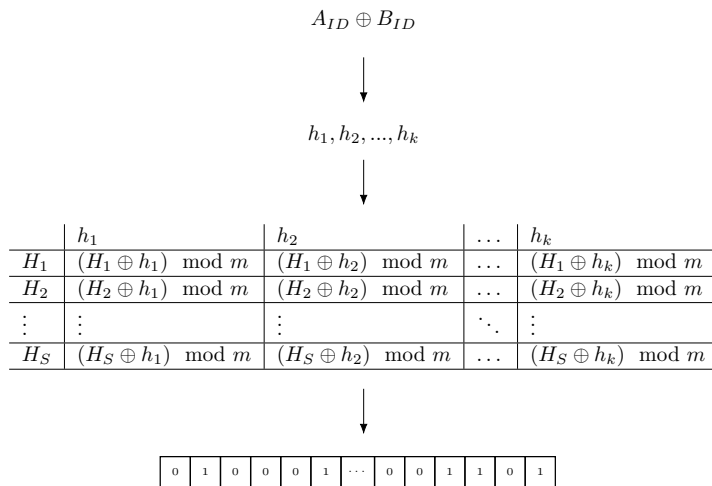 A_{ID} ⊕ B_{ID}
h_1, h_2, ..., h_k
h_1 h_2 … h_k
H_1 (H_1 ⊕ h_1) mod m (H_1 ⊕ h_2) mod m … (H_1 ⊕ h_k) mod m
H_2 (H_2 ⊕ h_1) mod m (H_2 ⊕ h_2) mod m … (H_2 ⊕ h_k) mod m
⋮ ⋮ ⋮ ⋱ ⋮
H_S (H_S ⊕ h_1) mod m (H_S ⊕ h_2) mod m … (H_S ⊕ h_k) mod m
0 1 0 0 0 1 ... 0 0 1 1 0 1